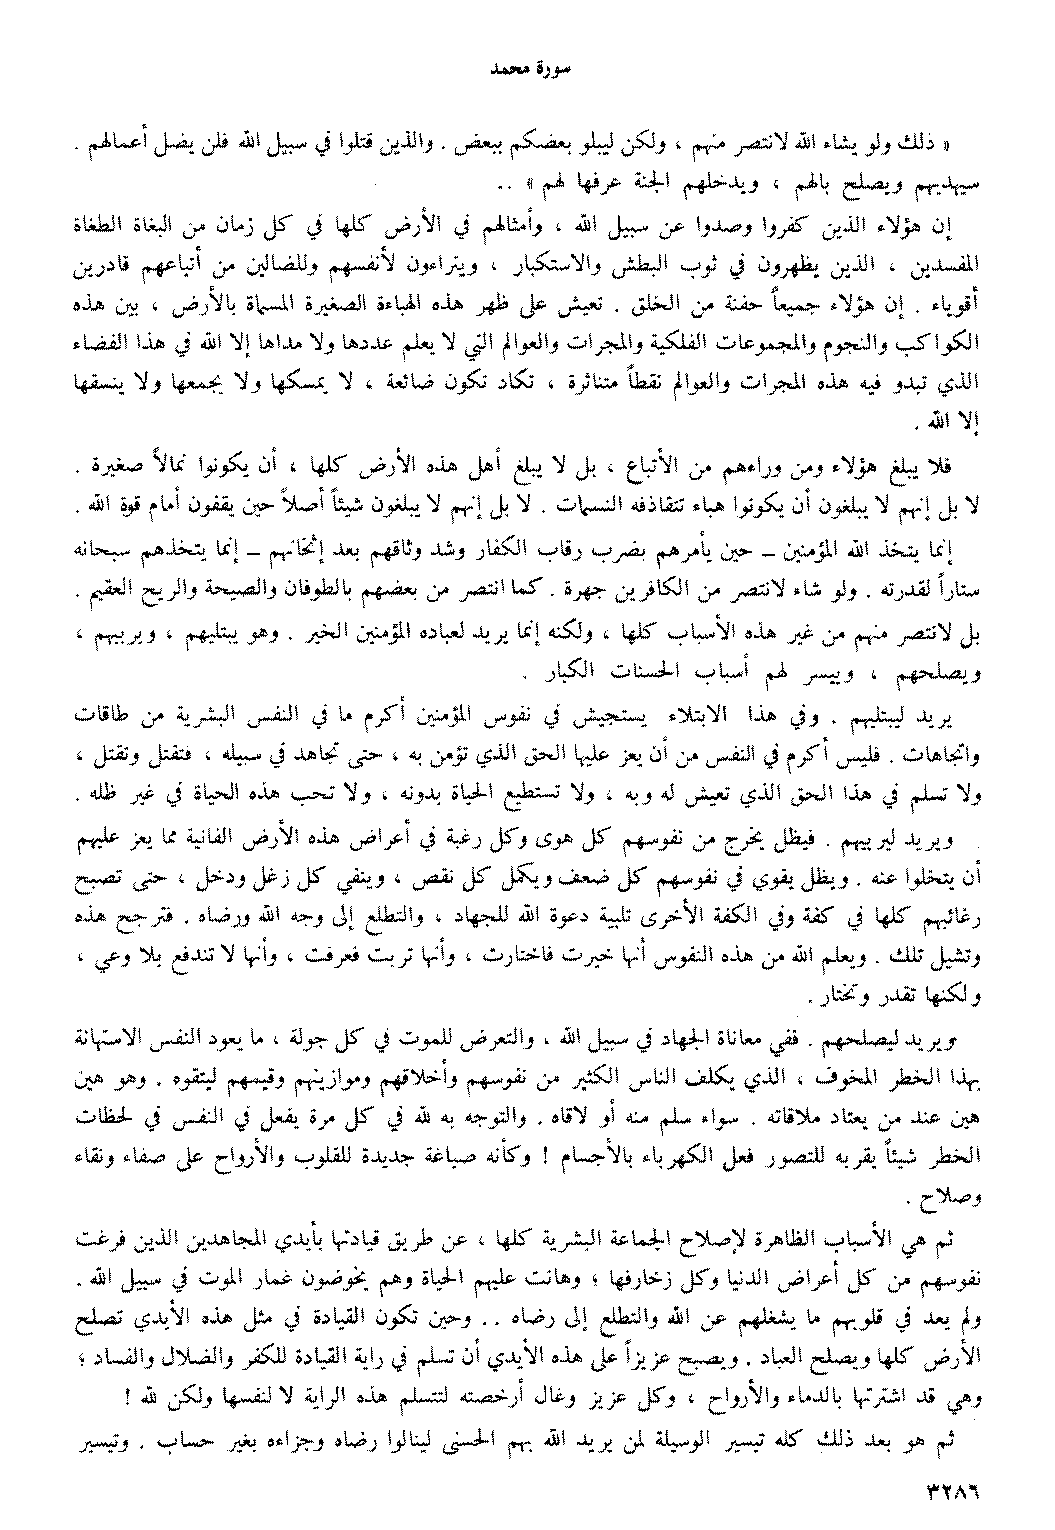 سورة محمد
« ذلك ولو يشاء الله لانتصر منهم ، ولكن ليبلو بعضكم ببعض . والذين قتلوا في سبيل الله فلن يضل أعمالهم .
سيهديهم ويصلح بالهم ، ويدخلهم الجنة عرفها لهم » ..
إن هؤلاء الذين كفروا وصدوا عن سبيل الله ، وأمثالهم في الأرض كلها في كل زمان من البغاة الطغاة
المفسدين ، الذين يظهرون في ثوب البطش والاستكبار ، ويتراءون لأنفسهم وللضالين من أتباعهم قادرين
أقوياء . إن هؤلاء جميعاً حفنة من الخلق . تعيش على ظهر هذه الهباءة الصغيرة المسماة بالأرض ، بين هذه
الكواكب والنجوم والمجموعات الفلكية والمجرات والعوالم التي لا يعلم عددها ولا مداها إلا الله في هذا الفضاء
الذي تبدو فيه هذه المجرات والعوالم نقطاً متناثرة ، تكاد تكون ضائعة ، لا يمسكها ولا يجمعها ولا ينسقها
إلا الله .
فلا يبلغ هؤلاء ومن وراءهم من الأتباع ، بل لا يبلغ أهل هذه الأرض كلها ، أن يكونوا نمالاً صغيرة .
لا بل إنهم لا يبلغون أن يكونوا هباء تتقاذفه النسمات . لا بل إنهم لا يبلغون شيئاً أصلاً حين يقفون أمام قوة الله .
إنما يتخذ الله المؤمنين – حين يأمرهم بضرب رقاب الكفار وشد وثاقهم بعد إثخانهم – إنما يتخذهم سبحانه
ستاراً لقدرته . ولو شاء لانتصر من الكافرين جهرة . كما انتصر من بعضهم بالطوفان والصيحة والريح العقيم .
بل لانتصر منهم من غير هذه الأسباب كلها ، ولكنه إنما يريد لعباده المؤمنين الخير . وهو يبتليهم ، ويربيهم ،
ويصلحهم ، وييسر لهم أسباب الحسنات الكبار .
يريد ليبتليهم . وفي هذا الابتلاء يستجيش في نفوس المؤمنين أكرم ما في النفس البشرية من طاقات
واتجاهات . فليس أكرم في النفس من أن يعز عليها الحق الذي تؤمن به ، حتى تجاهد في سبيله ، فتقتل وتقتل ،
ولا تسلم في هذا الحق الذي تعيش له وبه ، ولا تستطيع الحياة بدونه ، ولا تحب هذه الحياة في غير ظله .
ويريد ليربيهم . فيظل يخرج من نفوسهم كل هوى وكل رغبة في أعراض هذه الأرض الفانية مما يعز عليهم
أن يتخلوا عنه . ويظل يقوي في نفوسهم كل ضعف ويكمل كل نقص ، وينفي كل زغل ودخل ، حتى تصبح
رغائبهم كلها في كفة وفي الكفة الأخرى تلبية دعوة الله للجهاد ، والتطلع إلى وجه الله ورضاه . فترجح هذه
وتشيل تلك . ويعلم الله من هذه النفوس أنها خيرت فاختارت ، وأنها تربت فعرفت ، وأنها لا تندفع بلا وعي ،
ولكنها تقدر وتختار .
ويريد ليصلحهم . ففي معاناة الجهاد في سبيل الله ، والتعرض للموت في كل جولة ، ما يعود النفس الاستهانة
بهذا الخطر المخوف ، الذي يكلف الناس الكثير من نفوسهم وأخلاقهم وموازينهم وقيمهم ليتقوه . وهو هين
هين عند من يعتاد ملاقاته . سواء سلم منه أو لاقاه . والتوجه به لله في كل مرة يفعل في النفس في لحظات
الخطر شيئاً يقربه للتصور فعل الكهرباء بالأجسام ! وكأنه صياغة جديدة للقلوب والأرواح على صفاء ونقاء
وصلاح .
ثم هي الأسباب الظاهرة لإصلاح الجماعة البشرية كلها ، عن طريق قيادتها بأيدي المجاهدين الذين فرغت
نفوسهم من كل أعراض الدنيا وكل زخارفها ؛ وهانت عليهم الحياة وهم يخوضون غمار الموت في سبيل الله .
ولم يعد في قلوبهم ما يشغلهم عن الله والتطلع إلى رضاه .. وحين تكون القيادة في مثل هذه الأيدي تصلح
الأرض كلها ويصلح العباد . ويصبح عزيزاً على هذه الأيدي أن تسلم في راية القيادة للكفر والضلال والفساد ؛
وهي قد اشترتها بالدماء والأرواح ، وكل عزيز وغال أرخصته لتتسلم هذه الراية لا لنفسها ولكن لله !
ثم هو بعد ذلك كله تيسير الوسيلة لمن يريد الله بهم الحسنى لينالوا رضاه وجزاءه بغير حساب . وتيسير
٣٢٨٦